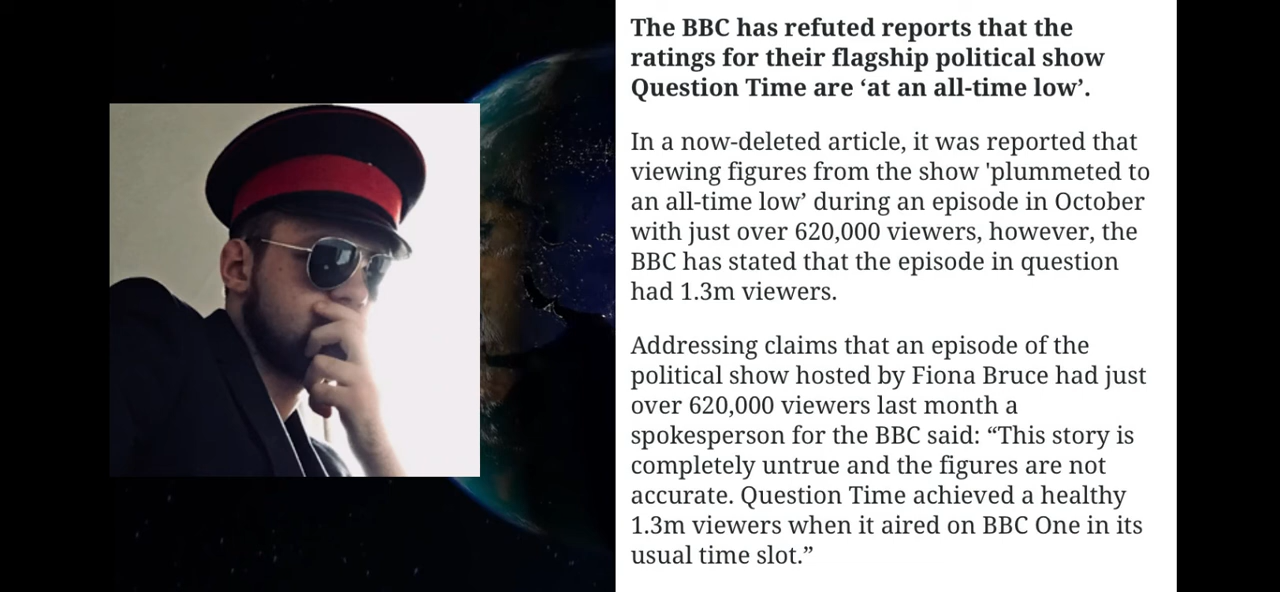 The BBC has refuted reports that the
ratings for their flagship political show
Question Time are ‘at an all-time low’.
In a now-deleted article, it was reported that
viewing figures from the show 'plummeted to
an all-time low’ during an episode in October
with just over 620,000 viewers, however, the
BBC has stated that the episode in question
had 1.3m viewers.
Addressing claims that an episode of the
political show hosted by Fiona Bruce had just
over 620,000 viewers last month a
spokesperson for the BBC said: “This story is
completely untrue and the figures are not
accurate. Question Time achieved a healthy
1.3m viewers when it aired on BBC One in its
usual time slot.”